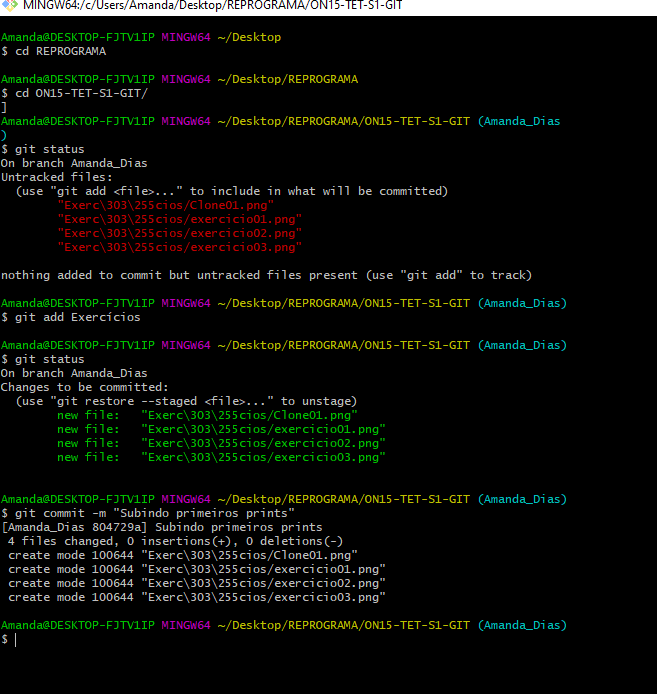 MINGW64:/c/Users/Amanda/Desktop/REPROGRAMA/ON15-TET-S1-GIT
Amanda@DESKTOP-FJTV1IP MINGW64 ~/Desktop
$ cd REPROGRAMA
Amanda@DESKTOP-FJTV1IP MINGW64 ~/Desktop/REPROGRAMA
$ cd ON15-TET-S1-GIT/
]
Amanda@DESKTOP-FJTV1IP MINGW64 ~/Desktop/REPROGRAMA/ON15-TET-S1-GIT (Amanda_Dias
)
$ git status
On branch Amanda_Dias
Untracked files:
  (use "git add <file>..." to include in what will be committed)
        "Exerc\303\255cios/Clone01.png"
        "Exerc\303\255cios/exercicio01.png"
        "Exerc\303\255cios/exercicio02.png"
        "Exerc\303\255cios/exercicio03.png"
nothing added to commit but untracked files present (use "git add" to track)
Amanda@DESKTOP-FJTV1IP MINGW64 ~/Desktop/REPROGRAMA/ON15-TET-S1-GIT (Amanda_Dias)
$ git add Exercícios
Amanda@DESKTOP-FJTV1IP MINGW64 ~/Desktop/REPROGRAMA/ON15-TET-S1-GIT (Amanda_Dias)
$ git status
On branch Amanda_Dias
Changes to be committed:
  (use "git restore --staged <file>..." to unstage)
        new file:   "Exerc\303\255cios/Clone01.png"
        new file:   "Exerc\303\255cios/exercicio01.png"
        new file:   "Exerc\303\255cios/exercicio02.png"
        new file:   "Exerc\303\255cios/exercicio03.png"
Amanda@DESKTOP-FJTV1IP MINGW64 ~/Desktop/REPROGRAMA/ON15-TET-S1-GIT (Amanda_Dias)
$ git commit -m "Subindo primeiros prints"
[Amanda_Dias 804729a] Subindo primeiros prints
 4 files changed, 0 insertions(+), 0 deletions(-)
 create mode 100644 "Exerc\303\255cios/Clone01.png"
 create mode 100644 "Exerc\303\255cios/exercicio01.png"
 create mode 100644 "Exerc\303\255cios/exercicio02.png"
 create mode 100644 "Exerc\303\255cios/exercicio03.png"
Amanda@DESKTOP-FJTV1IP MINGW64 ~/Desktop/REPROGRAMA/ON15-TET-S1-GIT (Amanda_Dias)
$